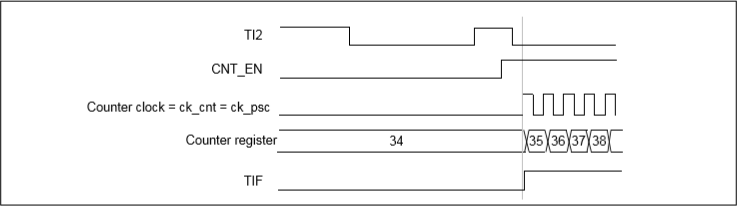 TI2
CNT_EN
Counter clock = ck_cnt = ck_psc
Counter register 34 35 36 37 38
TIF